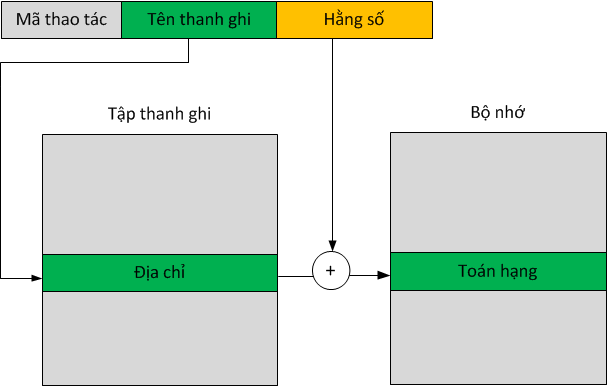 Mã thao tác
Tên thanh ghi
Hằng số
Tập thanh ghi
Bộ nhớ
Địa chỉ
+
Toán hạng